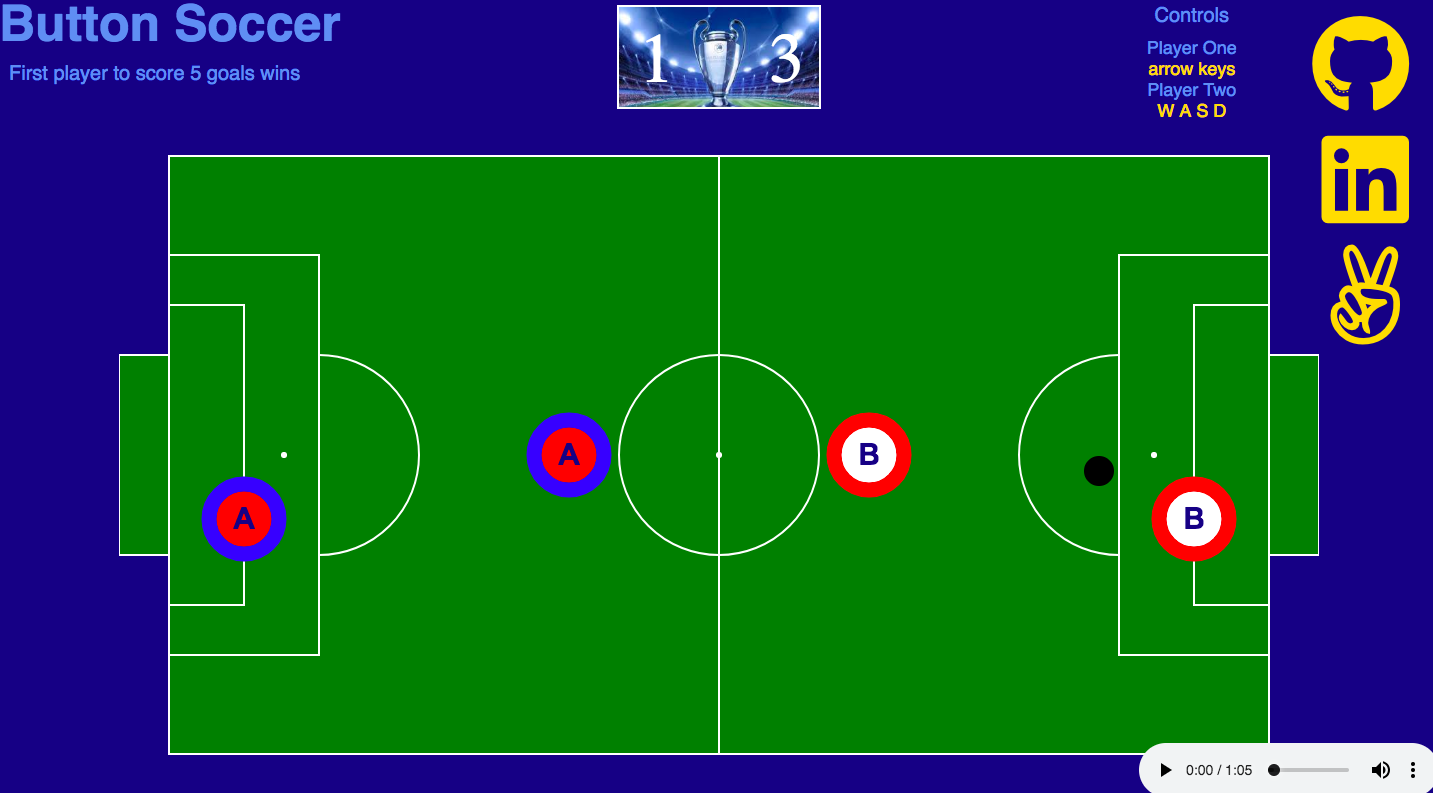 Button Soccer
First player to score 5 goals wins
1 3
Controls
Player One
arrow keys
Player Two
W A S D
in
A
B
A
B
0:00 / 1:05